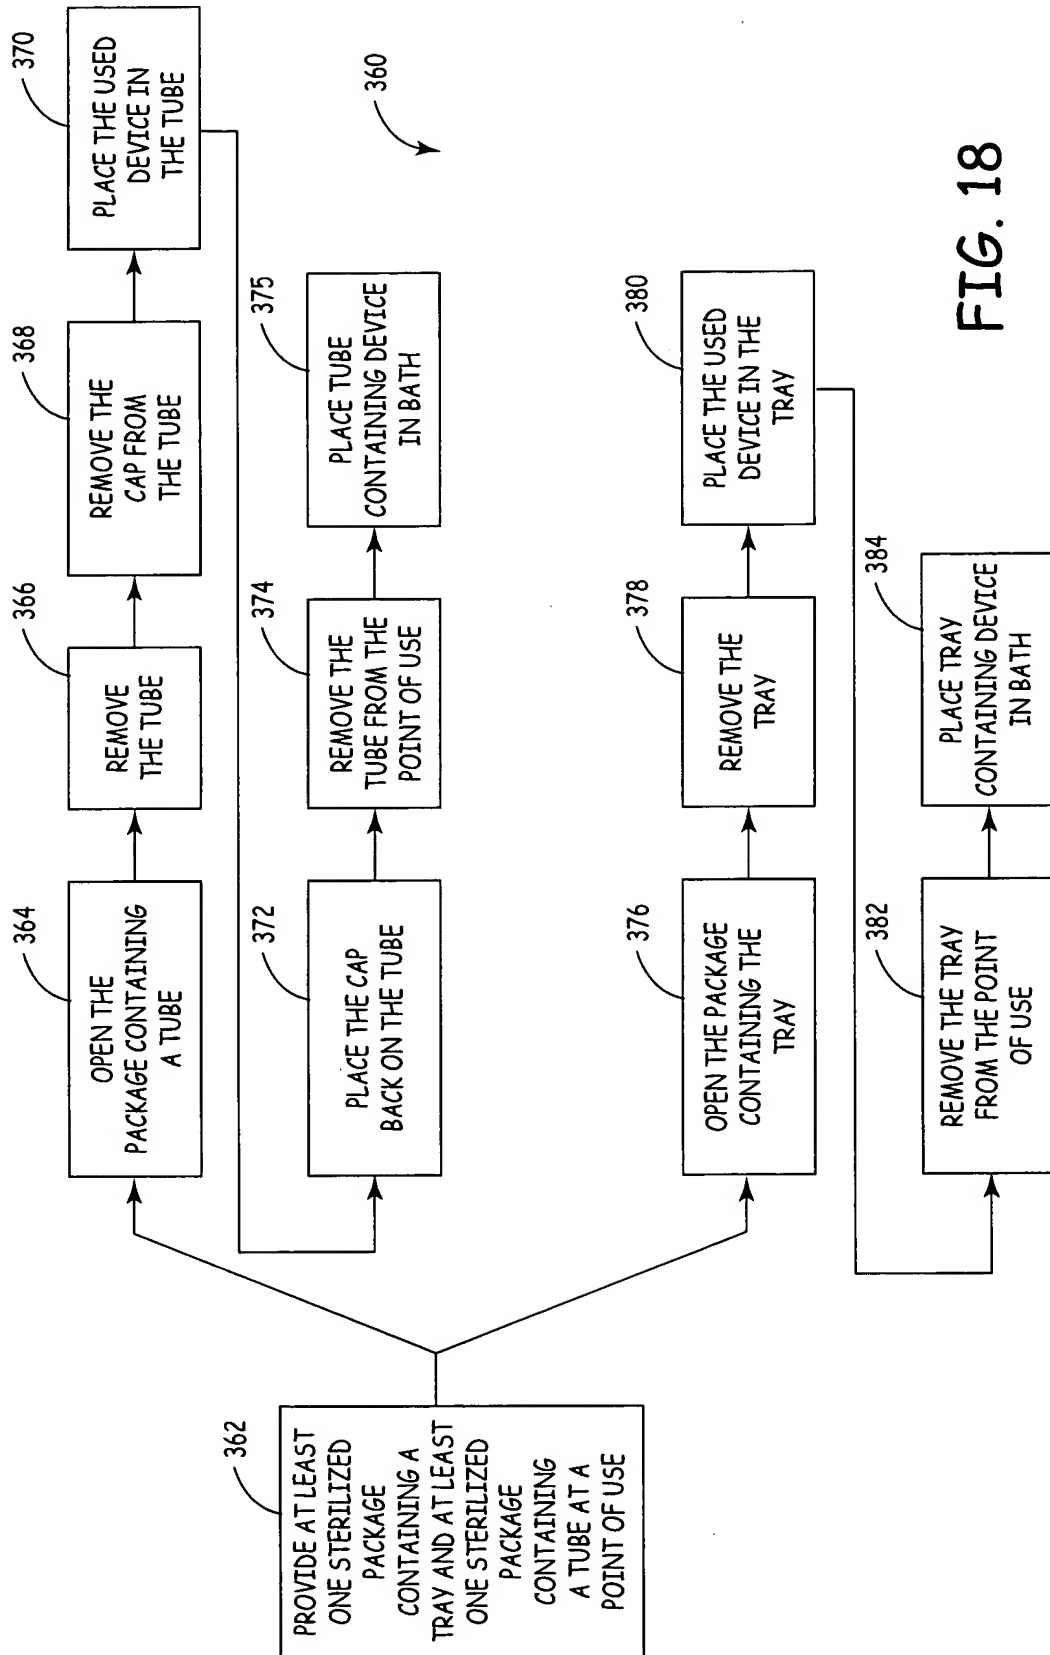 362
PROVIDE AT LEAST
ONE STERILIZED
PACKAGE
CONTAINING A
TRAY AND AT LEAST
ONE STERILIZED
PACKAGE
CONTAINING
A TUBE AT A
POINT OF USE
364
OPEN THE
PACKAGE CONTAINING
A TUBE
366
REMOVE
THE TUBE
368
REMOVE THE
CAP FROM
THE TUBE
370
PLACE THE USED
DEVICE IN
THE TUBE
372
PLACE THE CAP
BACK ON THE TUBE
374
REMOVE THE
TUBE FROM THE
POINT OF USE
375
PLACE TUBE
CONTAINING DEVICE
IN BATH
360
376
OPEN THE PACKAGE
CONTAINING THE
TRAY
378
REMOVE THE
TRAY
380
PLACE THE USED
DEVICE IN THE
TRAY
382
REMOVE THE TRAY
FROM THE POINT
OF USE
384
PLACE TRAY
CONTAINING DEVICE
IN BATH
FIG. 18